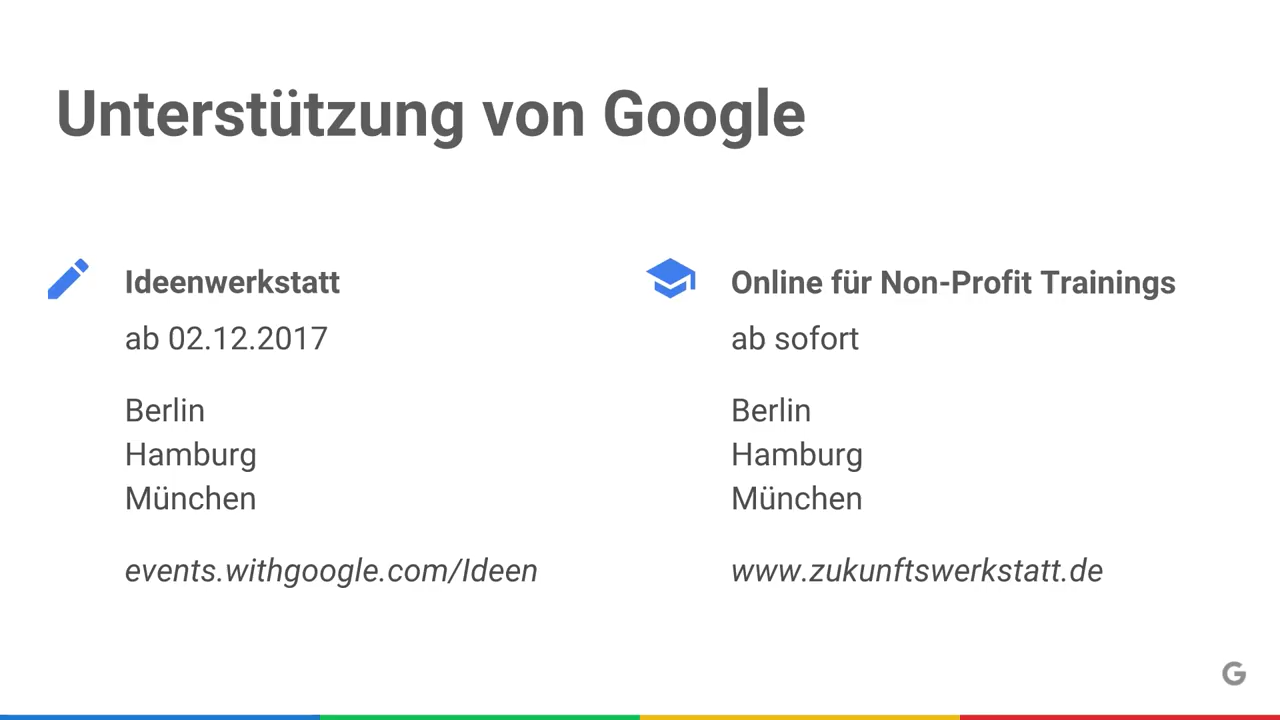 Unterstützung von Google
Ideenwerkstatt
ab 02.12.2017
Berlin
Hamburg
München
events.withgoogle.com/Ideen
Online für Non-Profit Trainings
ab sofort
Berlin
Hamburg
München
www.zukunftswerkstatt.de
G